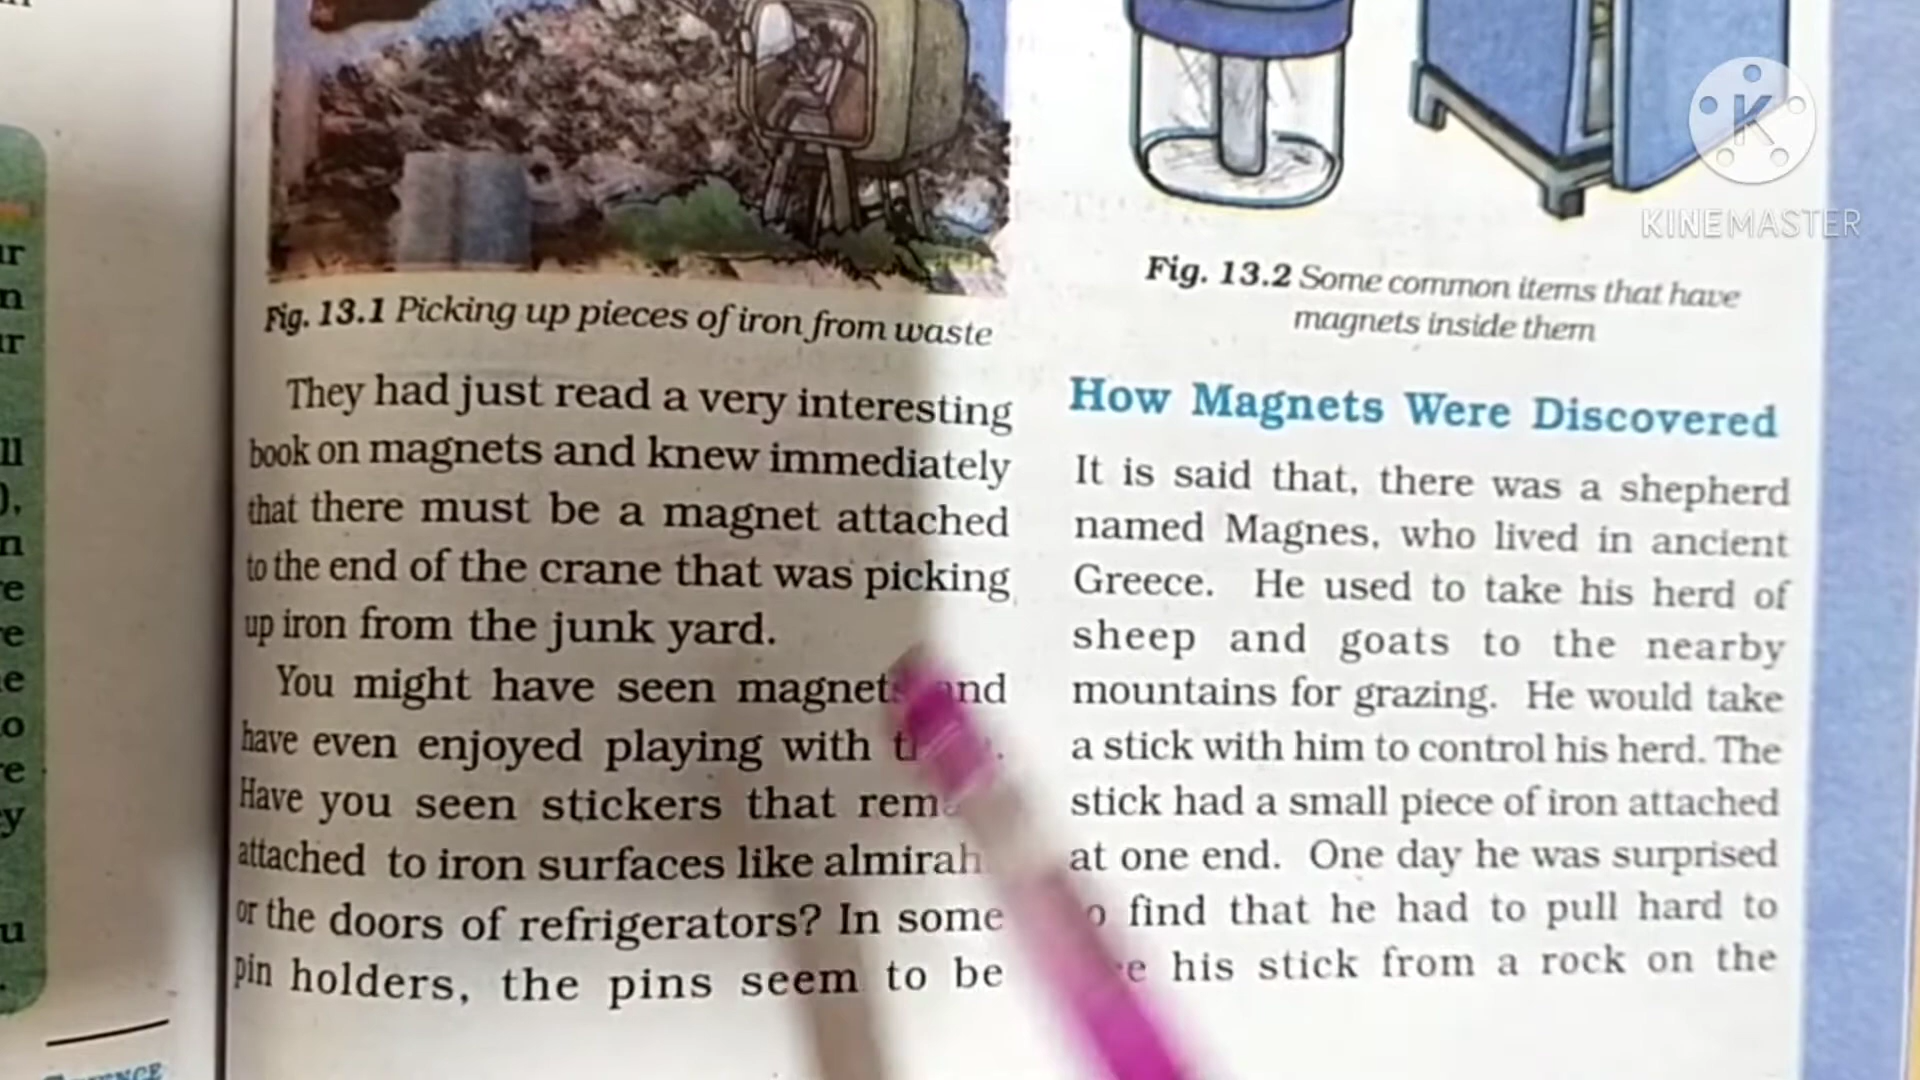 Fig. 13.1 Picking up pieces of iron from waste
They had just read a very interesting
book on magnets and knew immediately
that there must be a magnet attached
to the end of the crane that was picking
up iron from the junk yard.
You might have seen magnets and
have even enjoyed playing with
Have you seen stickers that
attached to iron surfaces like almirah
or the doors of refrigerators? In some
pin holders, the pins seem to be
Fig. 13.2 Some common items that have
magnets inside them
How Magnets Were Discovered
It is said that, there was a shepherd
named Magnes, who lived in ancient
Greece. He used to take his herd of
sheep and goats to the nearby
mountains for grazing. He would take
a stick with him to control his herd. The
stick had a small piece of iron attached
at one end. One day he was surprised
find that he had to pull hard to
his stick from a rock on the
K
KINEMASTER